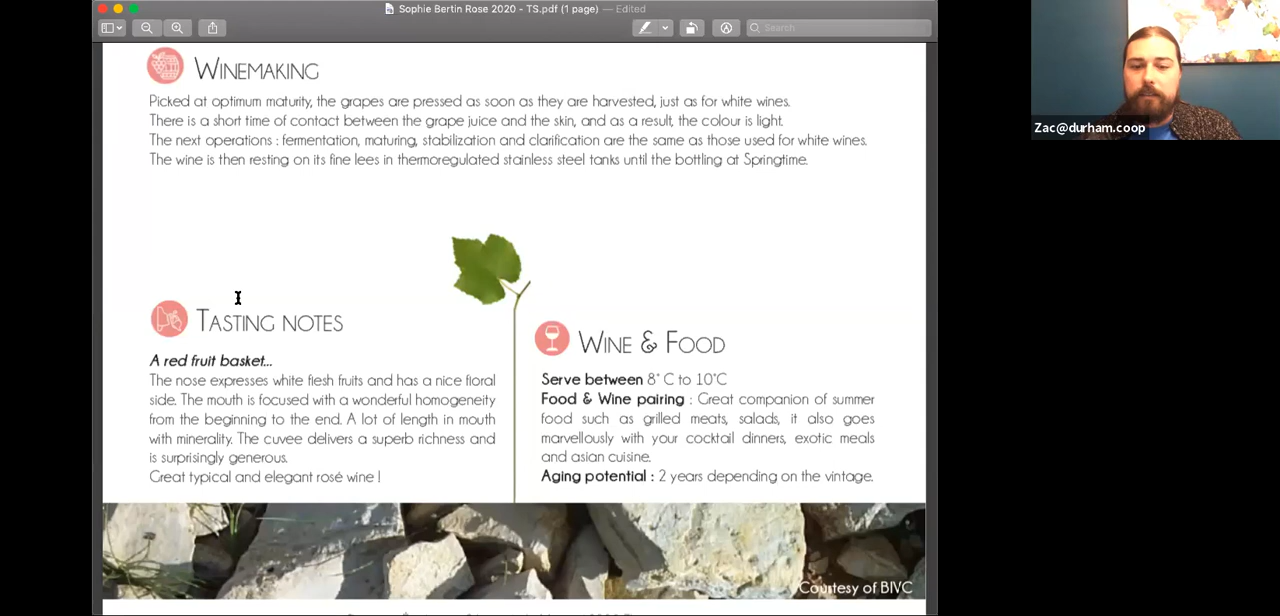 Sophie Bertin Rose 2020 - TS.pdf (1 page) — Edited
Search
WINEMAKING
Picked at optimum maturity, the grapes are pressed as soon as they are harvested, just as for white wines.
There is a short time of contact between the grape juice and the skin, and as a result, the colour is light.
The next operations : fermentation, maturing, stabilization and clarification are the same as those used for white wines.
The wine is then resting on its fine lees in thermoregulated stainless steel tanks until the bottling at Springtime.
TASTING NOTES
A red fruit basket...
The nose expresses white flesh fruits and has a nice floral
side. The mouth is focused with a wonderful homogeneity
from the beginning to the end. A lot of length in mouth
with minerality. The cuvee delivers a superb richness and
is surprisingly generous.
Great typical and elegant rosé wine !
WINE & FOOD
Serve between 8° C to 10°C
Food & Wine pairing : Great companion of summer
food such as grilled meats, salads, it also goes
marvellously with your cocktail dinners, exotic meals
and asian cuisine.
Aging potential : 2 years depending on the vintage.
Courtesy of BIVC
Zac@durham.coop